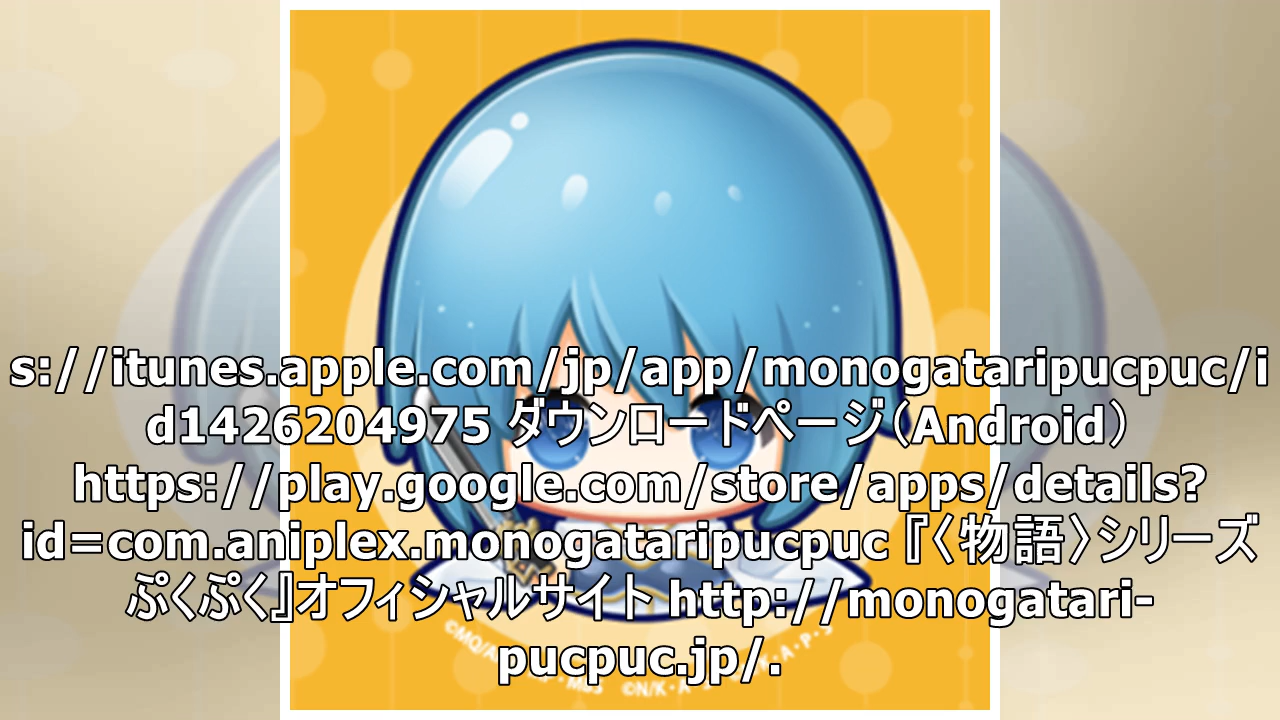 s://itunes.apple.com/jp/app/monogataripucpuc/i
d1426204975 ダウンロードページ（Android）
https://play.google.com/store/apps/details?
id=com.aniplex.monogataripucpuc 『〈物語〉シリーズ
ぷくぷく』オフィシャルサイト http://monogatari-
pucpuc.jp/.